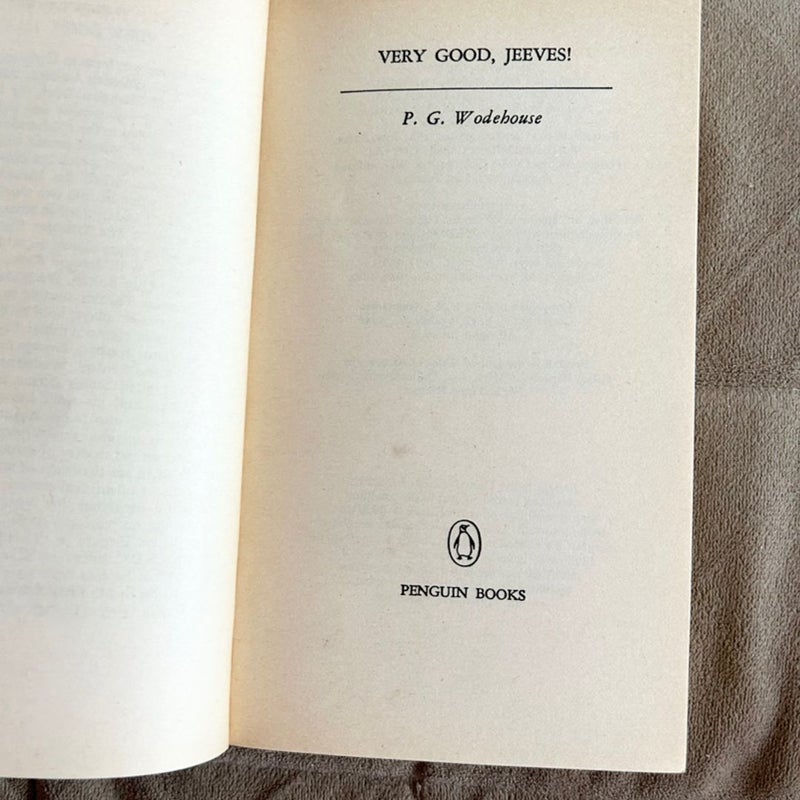 VERY GOOD, JEEVES!
P. G. Wodehouse
PENGUIN BOOKS